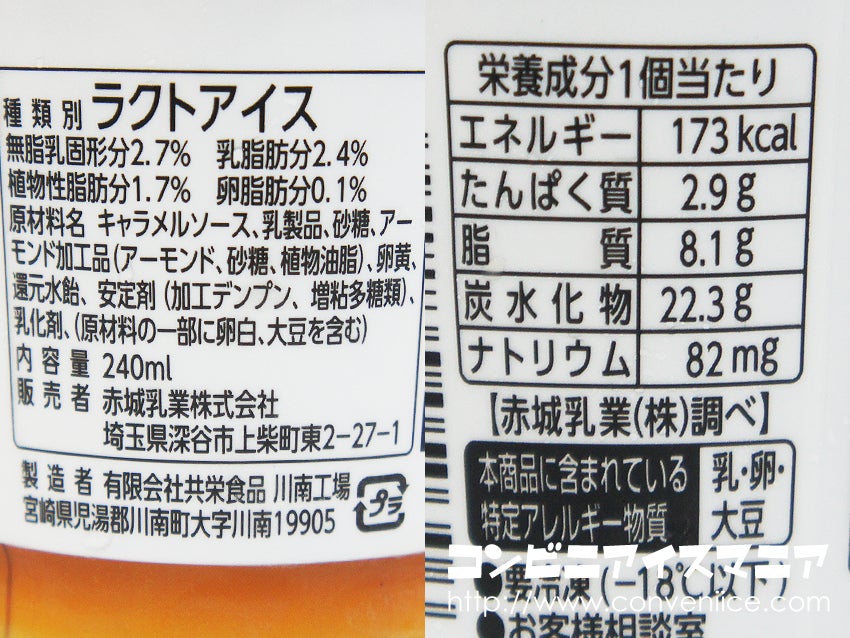 種類別 ラクトアイス
無脂乳固形分2.7% 乳脂肪分2.4%
植物性脂肪分1.7% 卵脂肪分0.1%
原材料名 キャラメルソース、乳製品、砂糖、アー
モンド加工品(アーモンド、砂糖、植物油脂)、卵黄、
還元水飴、安定剤(加工デンプン、増粘多糖類)、
乳化剤、(原材料の一部に卵白、大豆を含む)
内容量 240ml
販売者 赤城乳業株式会社
埼玉県深谷市上柴町東2-27-1
製造者 有限会社共栄食品 川南工場
宮崎県児湯郡川南町大字川南19905
プラ
栄養成分1個当たり
エネルギー 173kcal
たんぱく質 2.9g
脂質 8.1g
炭水化物 22.3g
ナトリウム 82mg
【赤城乳業(株)調べ】
本商品に含まれている
特定アレルギー物質
乳・卵・
大豆
コンビニアイスマニア
●要冷凍(-18℃以下)
http://www.conveniice.com/
●お客様相談室